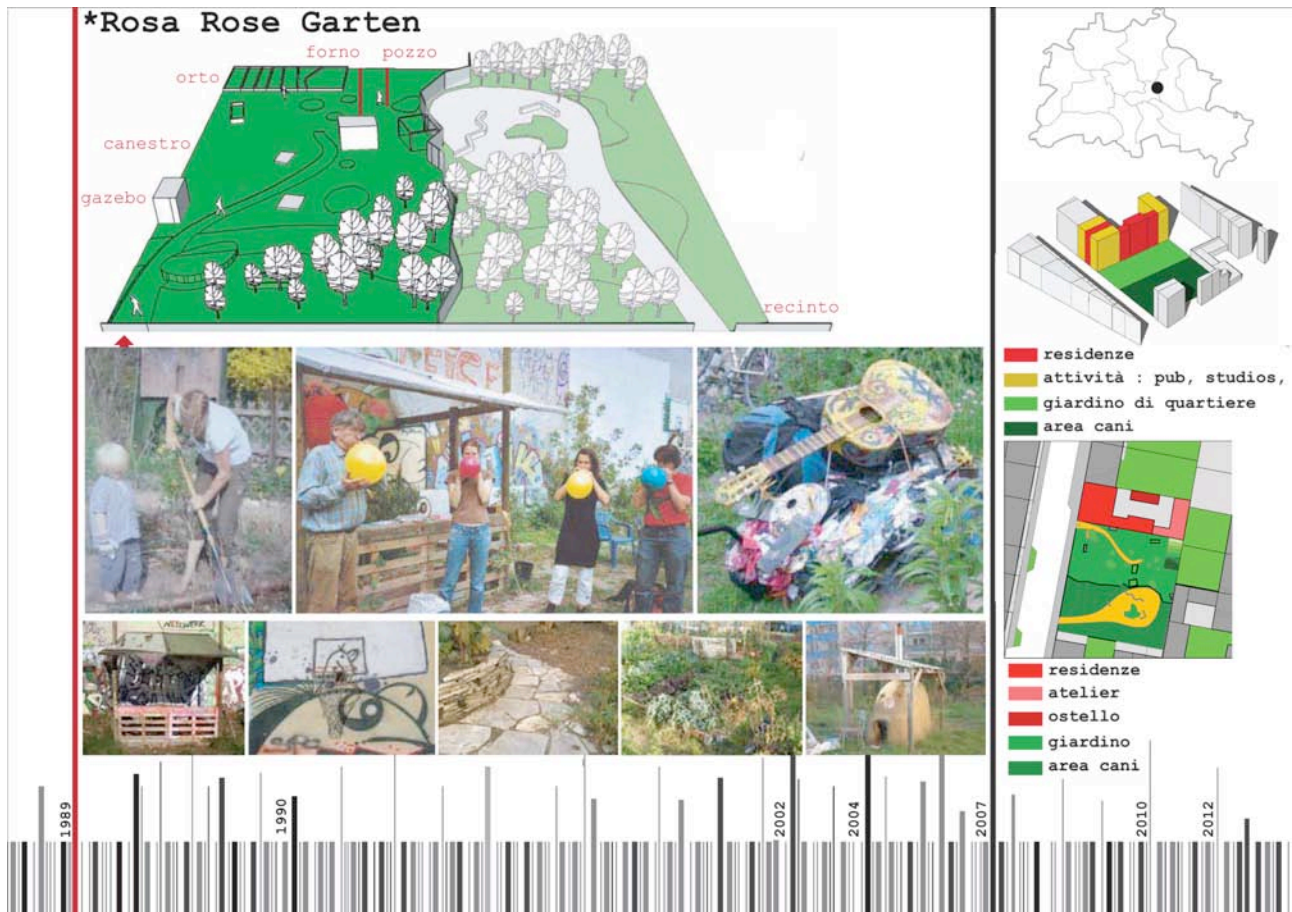 *Rosa Rose Garten
forno pozzo
orto
canestro
gazebo
recinto
residenze
attività : pub, studios,
giardino di quartiere
area cani
residenze
atelier
ostello
giardino
area cani
1989
1990
2002
2004
2007
2010
2012